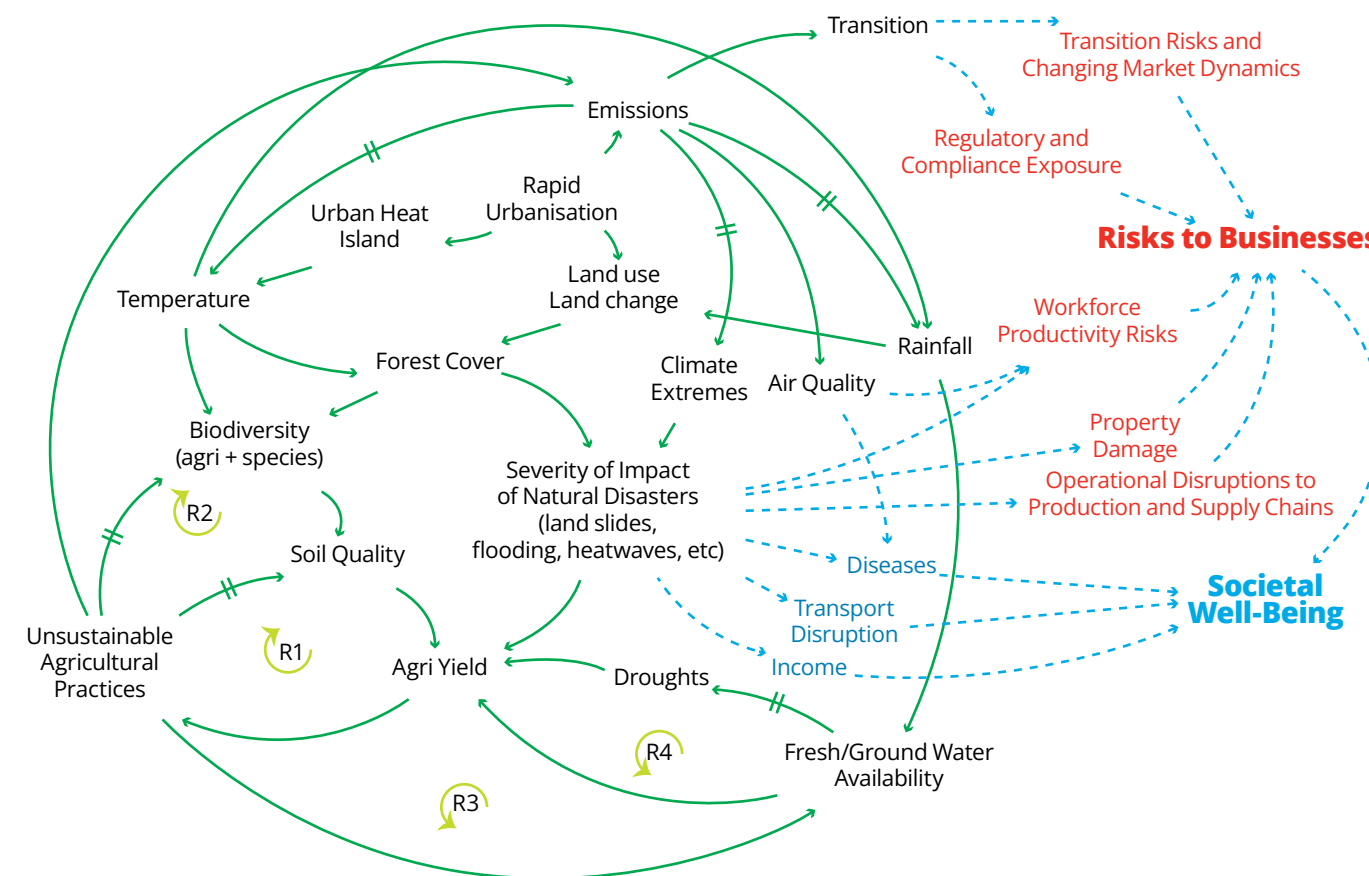 Transition
Transition Risks and
Changing Market Dynamics
Emissions
Regulatory and
Compliance Exposure
Rapid
Urbanisation
Urban Heat
Island
Risks to Businesses
Land use
Land change
Temperature
Workforce
Productivity Risks
Rainfall
Forest Cover
Climate
Extremes
Air Quality
Biodiversity
(agri + species)
Property
Damage
Severity of Impact
of Natural Disasters
(land slides,
flooding, heatwaves, etc)
Operational Disruptions to
Production and Supply Chains
R2
Soil Quality
Diseases
Societal
Well-Being
Transport
Disruption
Unsustainable
Agricultural
Practices
R1
Agri Yield
Droughts
Income
R4
Fresh/Ground Water
Availability
R3